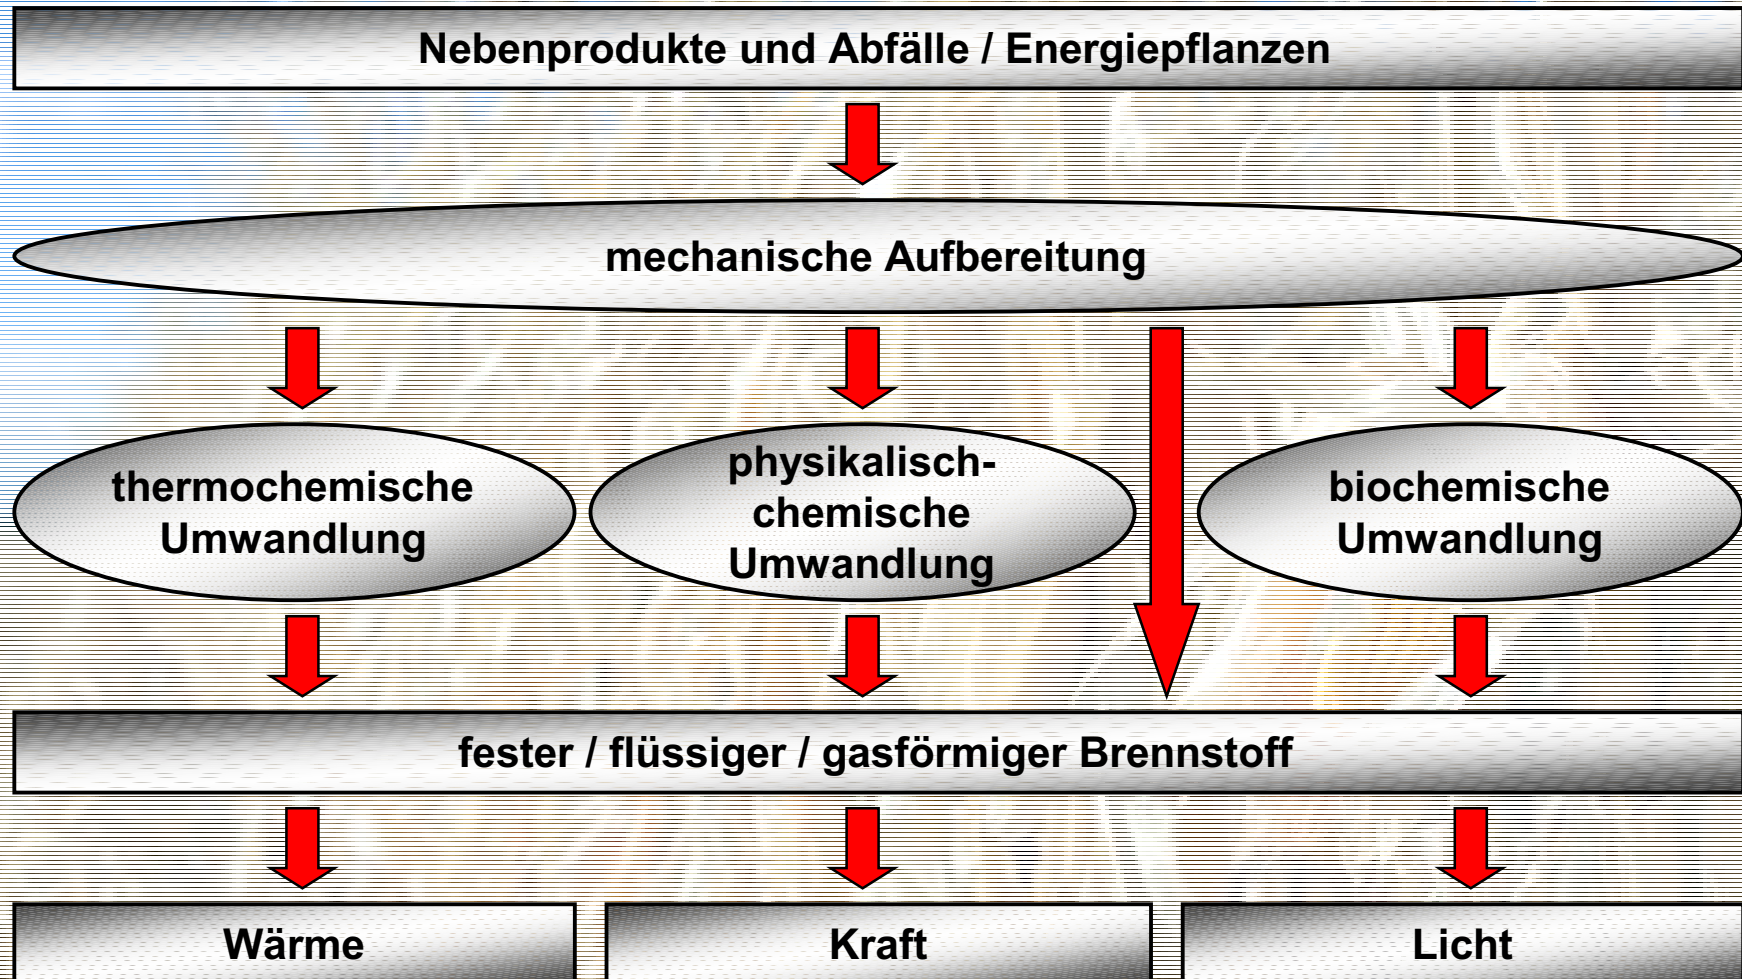 Nebenprodukte und Abfälle / Energiepflanzen
mechanische Aufbereitung
thermochemische
Umwandlung
physikalisch-
chemische
Umwandlung
biochemische
Umwandlung
fester / flüssiger / gasförmiger Brennstoff
Wärme
Kraft
Licht